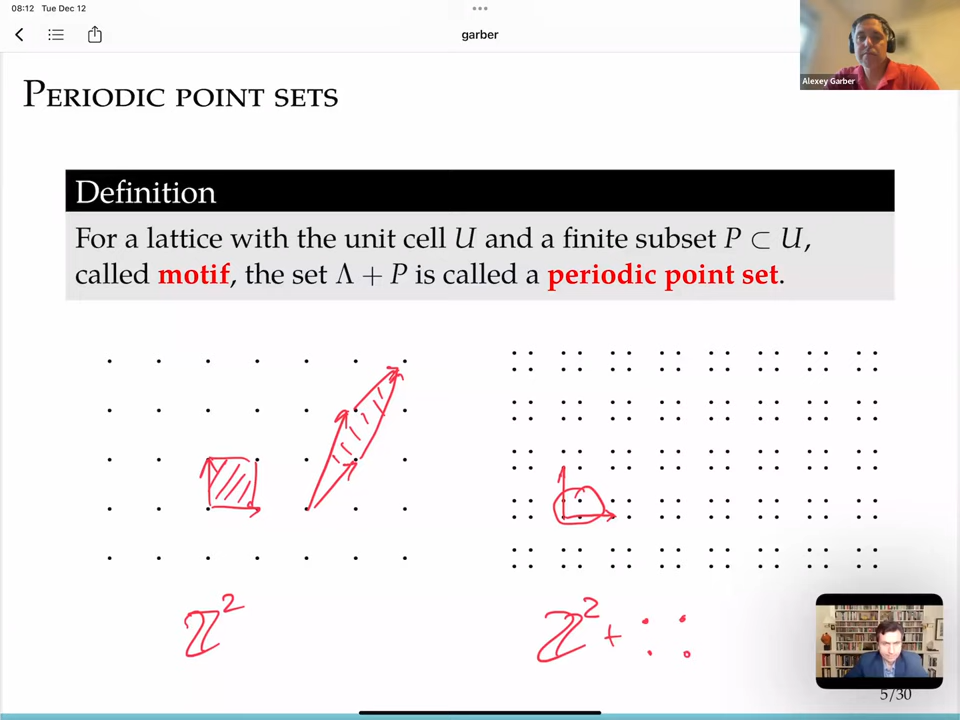 08:12 Tue Dec 12
garber
Alexey Garber
PERIODIC POINT SETS
Definition
For a lattice with the unit cell U and a finite subset P ⊂ U,
called motif, the set Λ + P is called a periodic point set.
ℤ²
ℤ² + : :
5/30